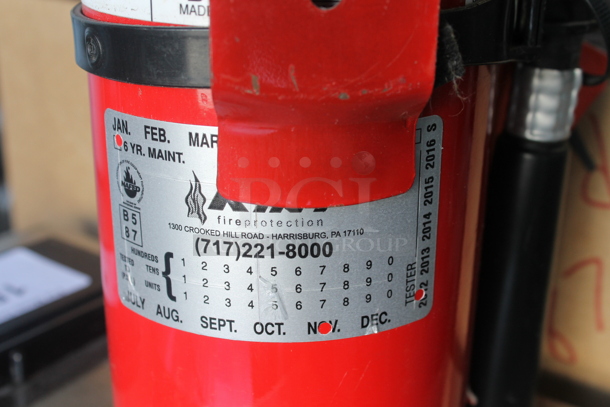 MADE
JAN. FEB. MAR
6 YR. MAINT.
fireprotection
1300 CROOKED HILL ROAD - HARRISBURG, PA 17110
(717)221-8000
B 5
8 7
HUNDREDS 1 2 3 4 5 6 7 8 9 0
TENS 1 2 3 4 5 6 7 8 9 0
UNITS 1 2 3 4 5 6 7 8 9 0
JULY AUG. SEPT. OCT. NOV. DEC.
TESTER
2012 2013 2014 2015 2016 S